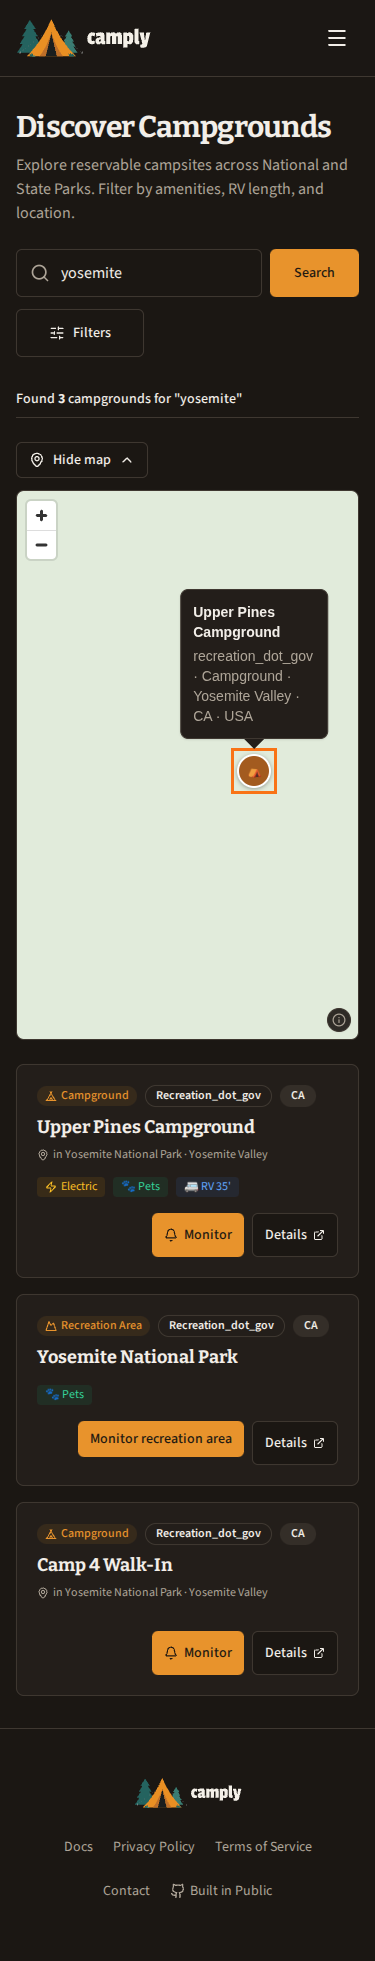 camply
Discover Campgrounds
Explore reservable campsites across National and
State Parks. Filter by amenities, RV length, and
location.
yosemite
Search
Filters
Found 3 campgrounds for "yosemite"
Hide map
+
−
Upper Pines
Campground
recreation_dot_gov
· Campground ·
Yosemite Valley ·
CA · USA
Campground Recreation_dot_gov CA
Upper Pines Campground
in Yosemite National Park · Yosemite Valley
Electric Pets RV 35'
Monitor Details
Recreation Area Recreation_dot_gov CA
Yosemite National Park
Pets
Monitor recreation area Details
Campground Recreation_dot_gov CA
Camp 4 Walk-In
in Yosemite National Park · Yosemite Valley
Monitor Details
camply
Docs Privacy Policy Terms of Service
Contact Built in Public